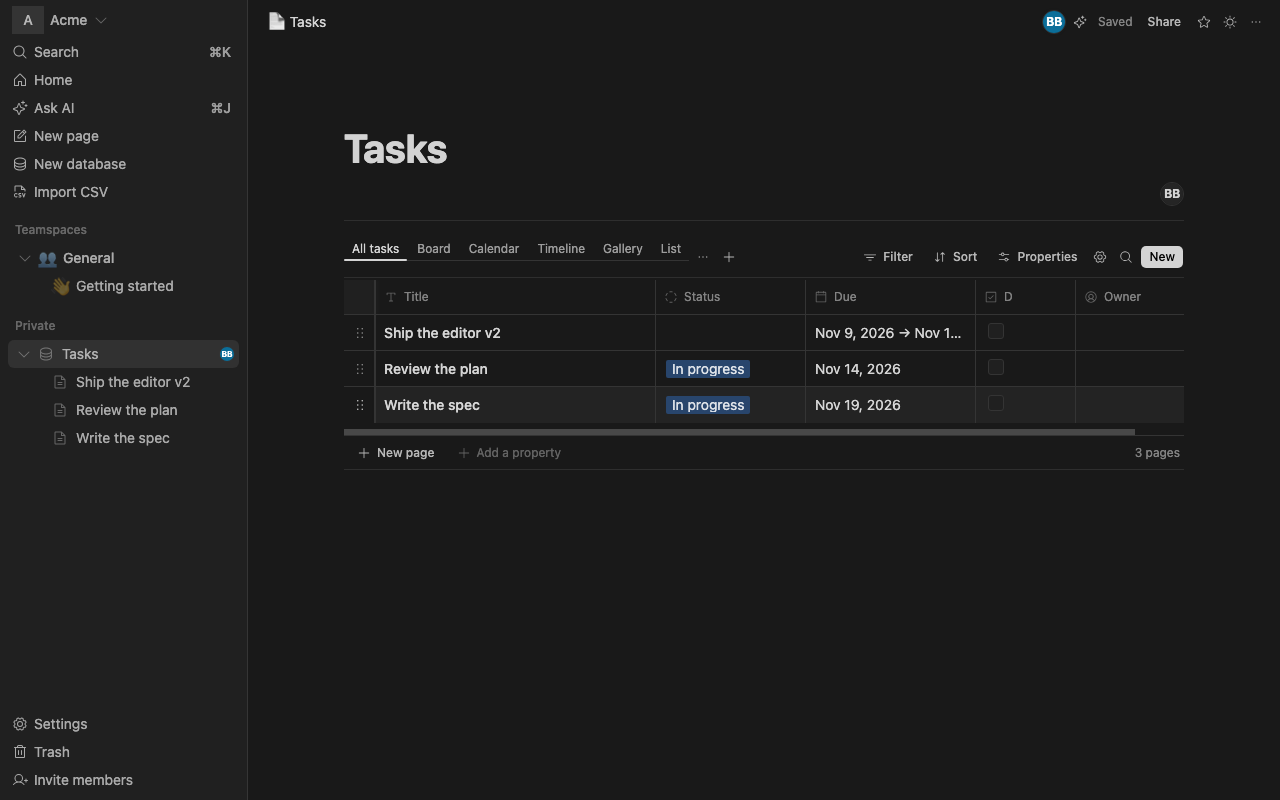 A Acme
Search ⌘K
Home
Ask AI ⌘J
New page
New database
CSV Import CSV
Teamspaces
General
Getting started
Private
Tasks BB
Ship the editor v2
Review the plan
Write the spec
Settings
Trash
Invite members
Tasks
BB Saved Share
Tasks
BB
All tasks Board Calendar Timeline Gallery List
Filter Sort Properties New
Title Status Due D Owner
Ship the editor v2 Nov 9, 2026 → Nov 1...
Review the plan In progress Nov 14, 2026
Write the spec In progress Nov 19, 2026
New page Add a property 3 pages